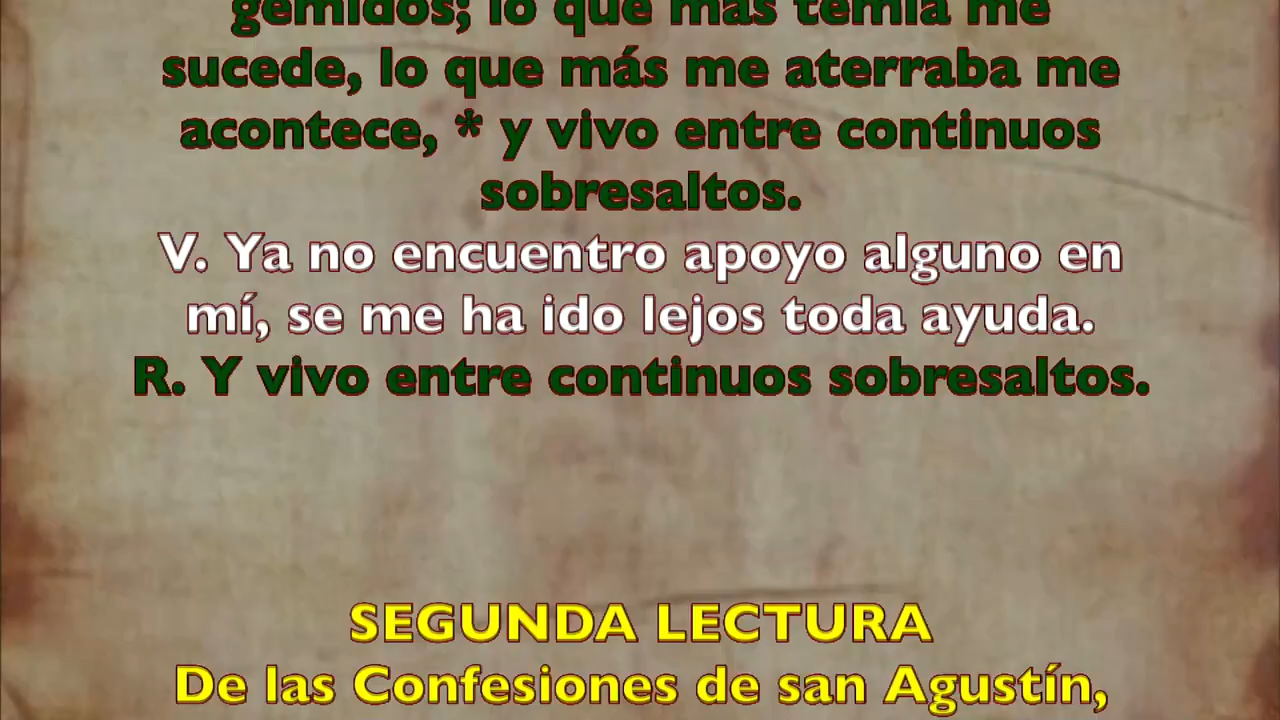 gemidos; lo que más temía me
sucede, lo que más me aterraba me
acontece, * y vivo entre continuos
sobresaltos.
V. Ya no encuentro apoyo alguno en
mí, se me ha ido lejos toda ayuda.
R. Y vivo entre continuos sobresaltos.
SEGUNDA LECTURA
De las Confesiones de san Agustín,